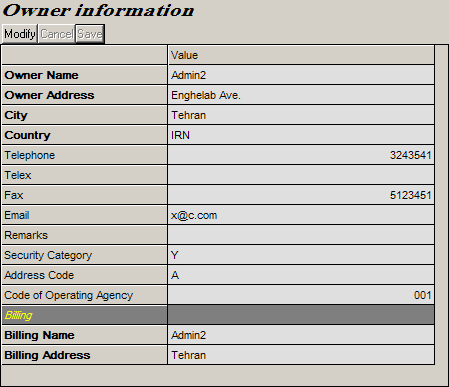 Owner information
Modify Cancel Save
Value
Owner Name Admin2
Owner Address Enghelab Ave.
City Tehran
Country IRN
Telephone 3243541
Telex
Fax 5123451
Email x@c.com
Remarks
Security Category Y
Address Code A
Code of Operating Agency 001
Billing
Billing Name Admin2
Billing Address Tehran